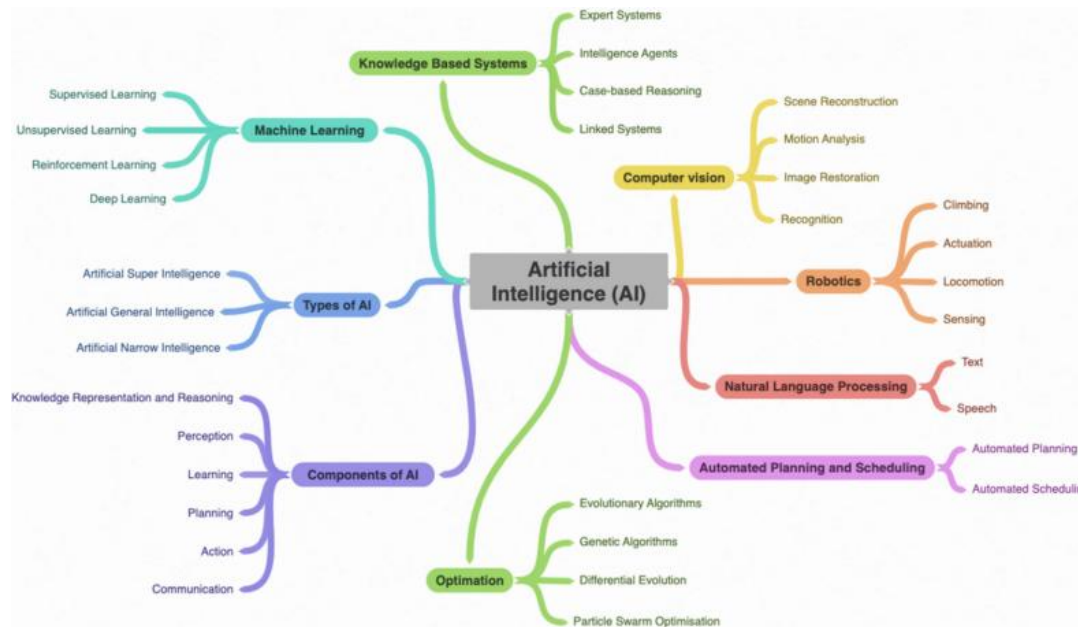 Artificial
Intelligence (AI)
Knowledge Based Systems
Expert Systems
Intelligence Agents
Case-based Reasoning
Linked Systems
Machine Learning
Supervised Learning
Unsupervised Learning
Reinforcement Learning
Deep Learning
Types of AI
Artificial Super Intelligence
Artificial General Intelligence
Artificial Narrow Intelligence
Components of AI
Knowledge Representation and Reasoning
Perception
Learning
Planning
Action
Communication
Computer vision
Scene Reconstruction
Motion Analysis
Image Restoration
Recognition
Robotics
Climbing
Actuation
Locomotion
Sensing
Natural Language Processing
Text
Speech
Automated Planning and Scheduling
Automated Planning
Automated Schedulin
Optimation
Evolutionary Algorithms
Genetic Algorithms
Differential Evolution
Particle Swarm Optimisation